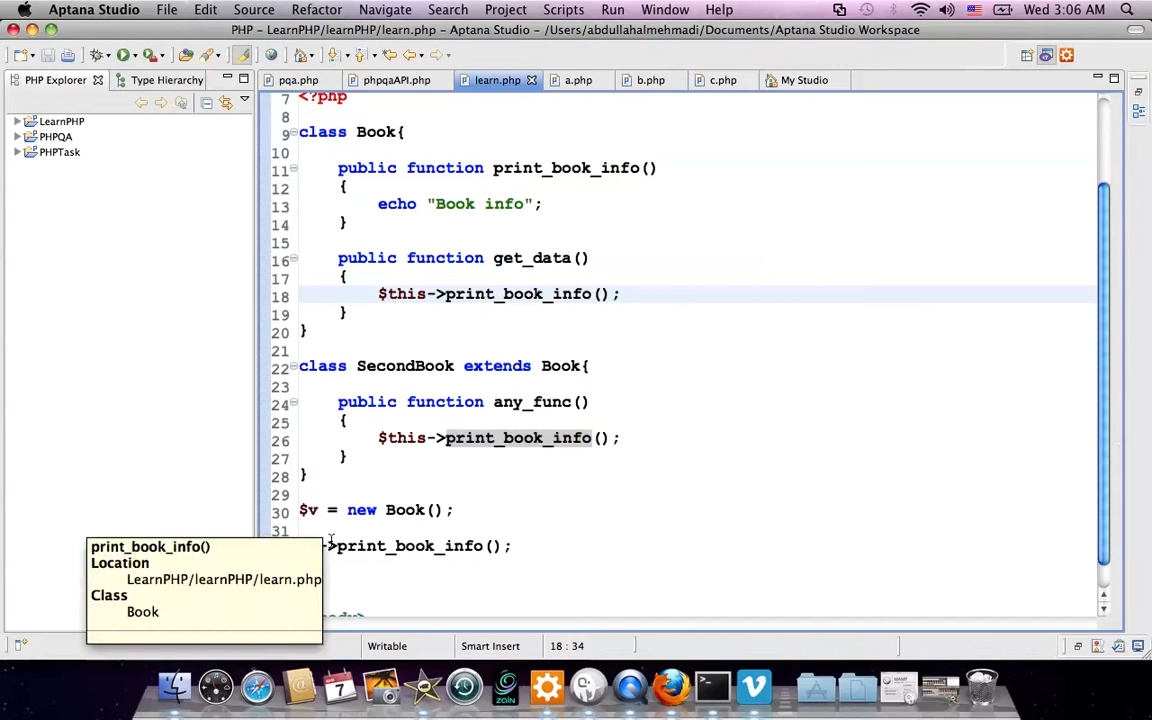 Aptana Studio File Edit Source Refactor Navigate Search Project Scripts Run Window Help Wed 3:06 AM
PHP - LearnPHP/learnPHP/learn.php - Aptana Studio - /Users/abdullahalmehmadi/Documents/Aptana Studio Workspace
PHP Explorer Type Hierarchy pqa.php phpqaAPI.php learn.php a.php b.php c.php My Studio
LearnPHP
PHPQA
PHPTask
7 <?php
8
9 class Book{
10
11 public function print_book_info()
12 {
13 echo "Book info";
14 }
15
16 public function get_data()
17 {
18 $this->print_book_info();
19 }
20 }
21
22 class SecondBook extends Book{
23
24 public function any_func()
25 {
26 $this->print_book_info();
27 }
28 }
29
30 $v = new Book();
31
>print_book_info();
print_book_info()
Location
LearnPHP/learnPHP/learn.php
Class
Book
Writable Smart Insert 18 : 34